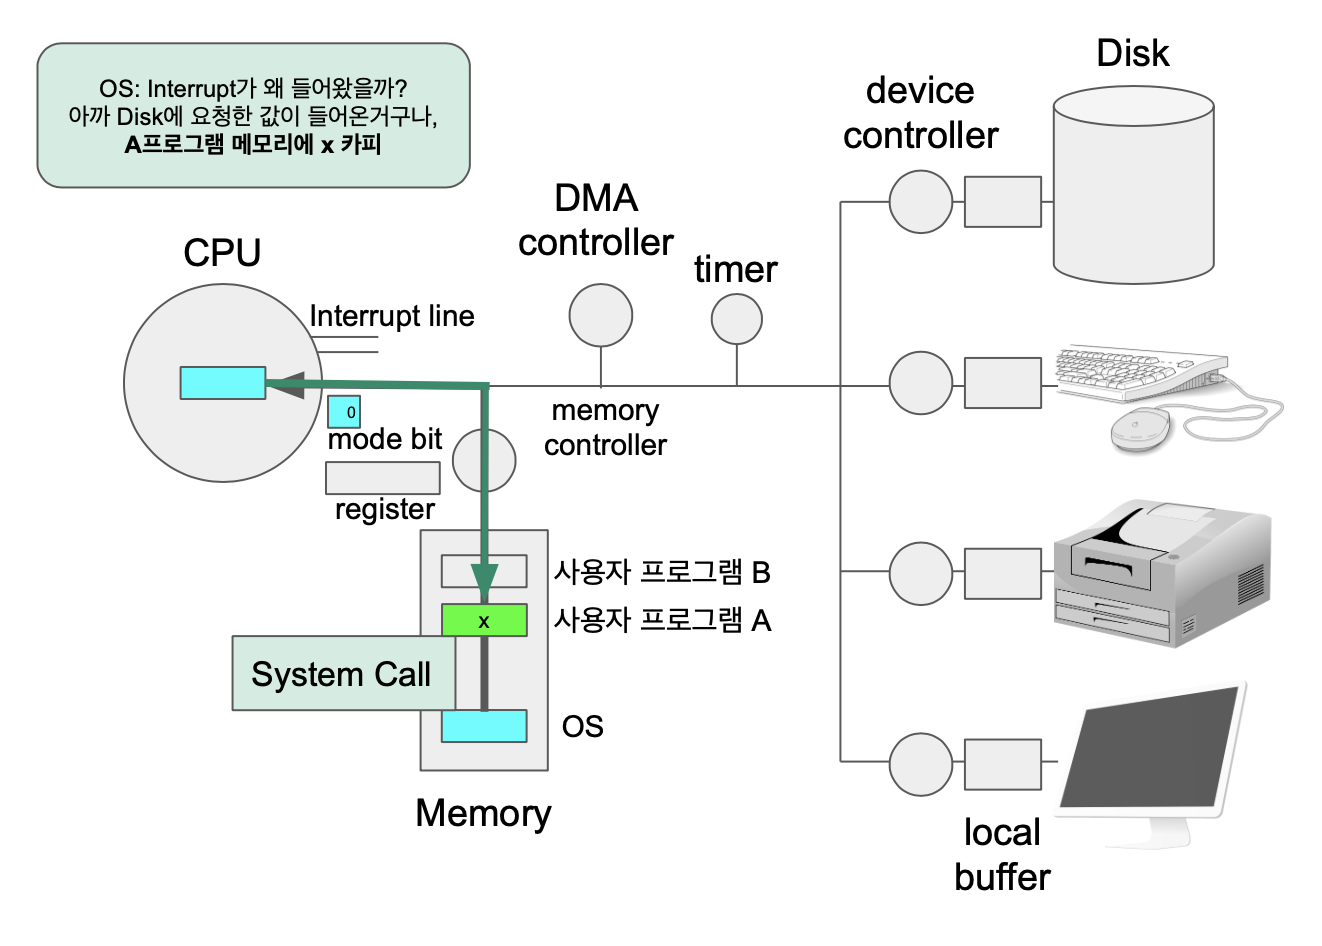 OS: Interrupt가 왜 들어왔을까?
아까 Disk에 요청한 값이 들어온거구나,
A프로그램 메모리에 x 카피
Disk
device
controller
DMA
controller
timer
CPU
Interrupt line
0
mode bit
register
memory
controller
사용자 프로그램 B
x
사용자 프로그램 A
System Call
OS
Memory
local
buffer